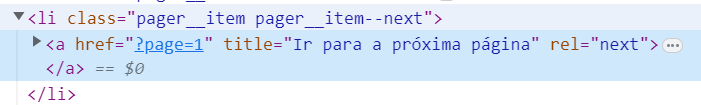 ▼<li class="pager__item pager__item--next">
▶<a href="?page=1" title="Ir para a próxima página" rel="next">⋯
</a> == $0
</li>